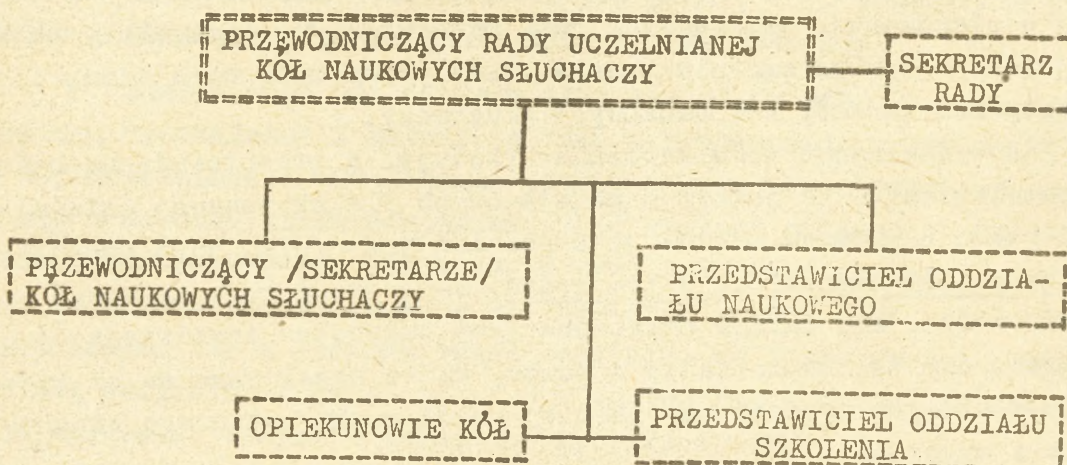 PRZEWODNICZĄCY RADY UCZELNIANEJ
KÓŁ NAUKOWYCH SŁUCHACZY
SEKRETARZ
RADY
PRZEWODNICZĄCY /SEKRETARZE/
KÓŁ NAUKOWYCH SŁUCHACZY
PRZEDSTAWICIEL ODDZIA-
ŁU NAUKOWEGO
OPIEKUNOWIE KÓŁ
PRZEDSTAWICIEL ODDZIAŁU
SZKOLENIA